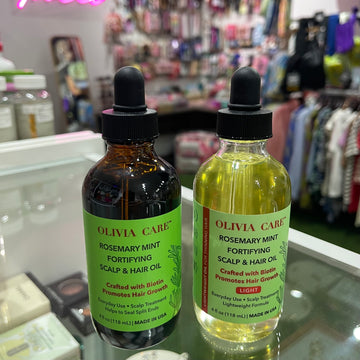 OLIVIA CARE™
ROSEMARY MINT
FORTIFYING
SCALP & HAIR OIL
Crafted with Biotin
Promotes Hair Growth
Everyday Use • Scalp Treatment
Helps to Seal Split Ends
4 fl oz (118 mL) | MADE IN USA
OLIVIA CARE™
ROSEMARY MINT
FORTIFYING
SCALP & HAIR OIL
Crafted with Biotin
Promotes Hair Growth
LIGHT
Everyday Use • Scalp Treatment
Lightweight Formula
4 fl oz (118 mL) | MADE IN USA